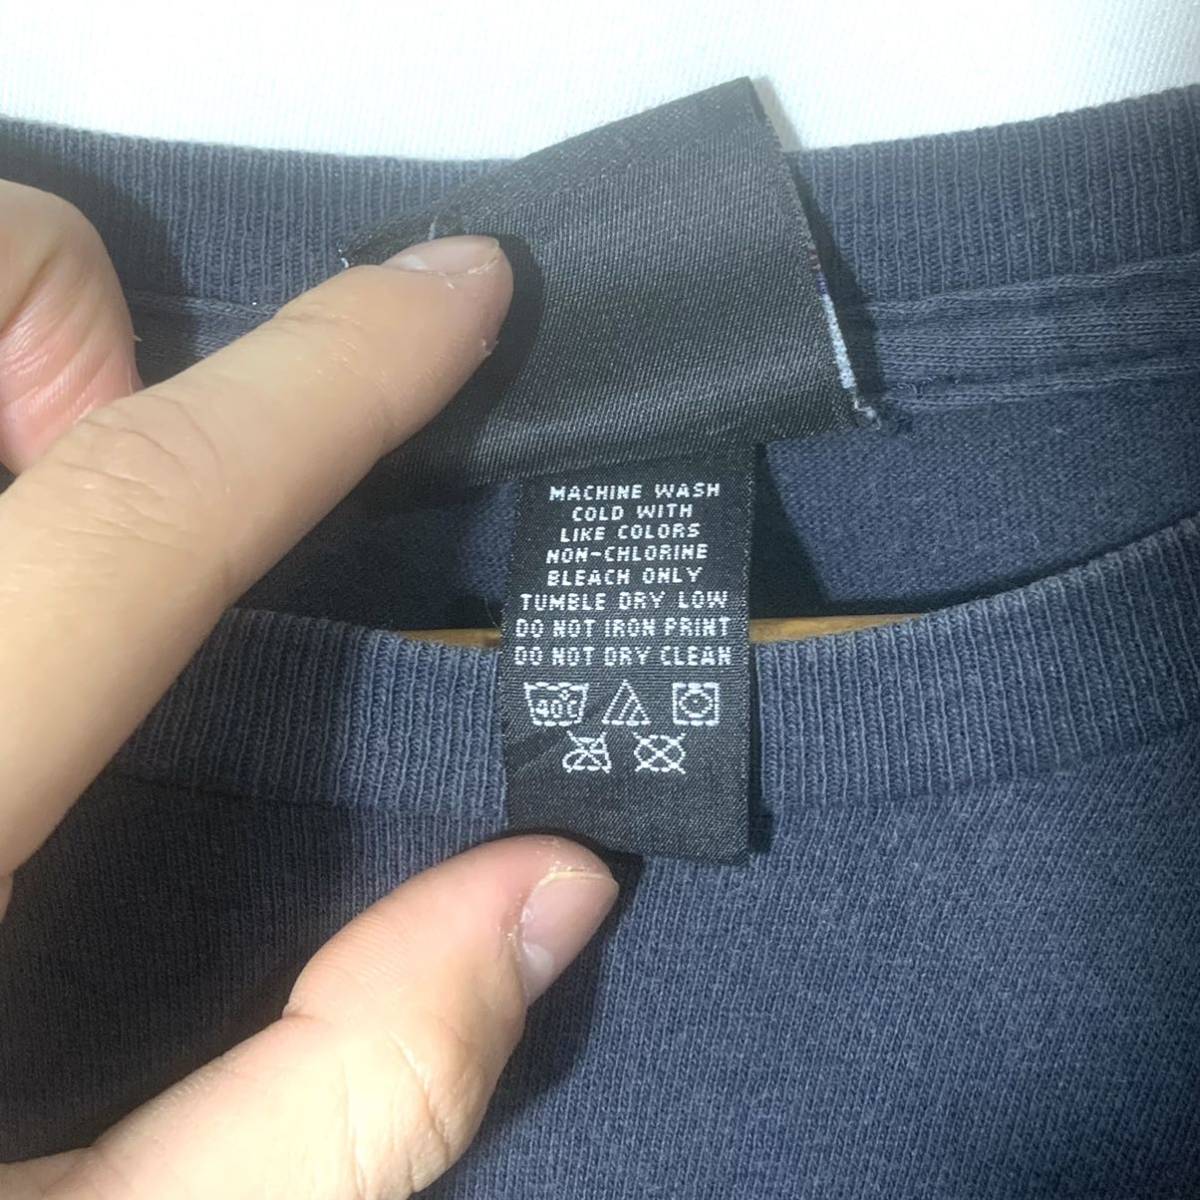 MACHINE WASH
COLD WITH
LIKE COLORS
NON-CHLORINE
BLEACH ONLY
TUMBLE DRY LOW
DO NOT IRON PRINT
DO NOT DRY CLEAN
40C